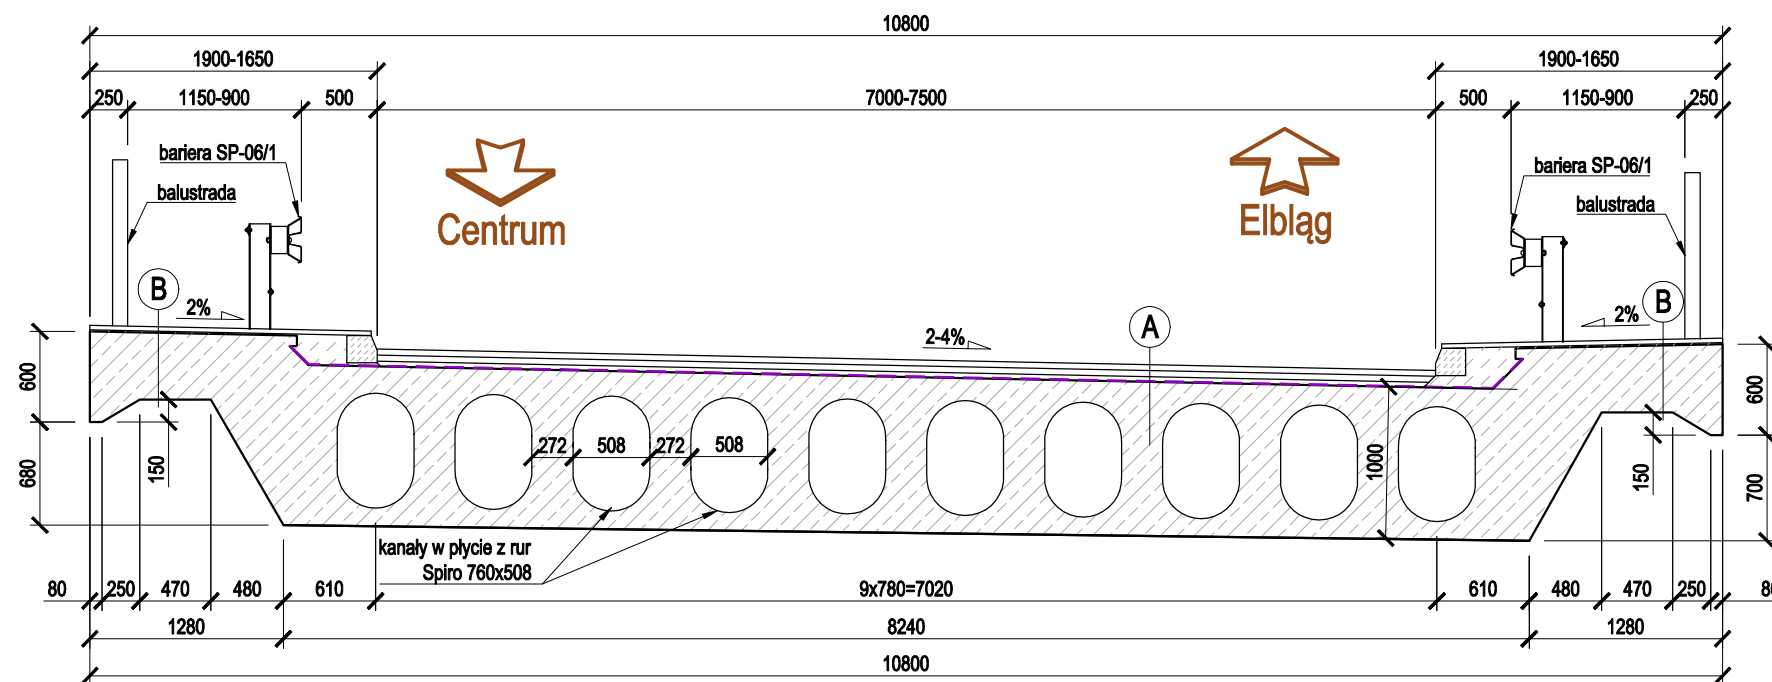 10800
1900-1650
1900-1650
250 1150-900 500 7000-7500 500 1150-900 250
bariera SP-06/1
balustrada
Centrum
Elbląg
bariera SP-06/1
balustrada
B
2%
2-4%
A
2%
B
600
680
150
272 508 272 508
1000
150
600
700
kanały w płycie z rur
Spiro 760x508
80 250 470 480 610 9x780=7020 610 480 470 250
1280 8240 1280
10800